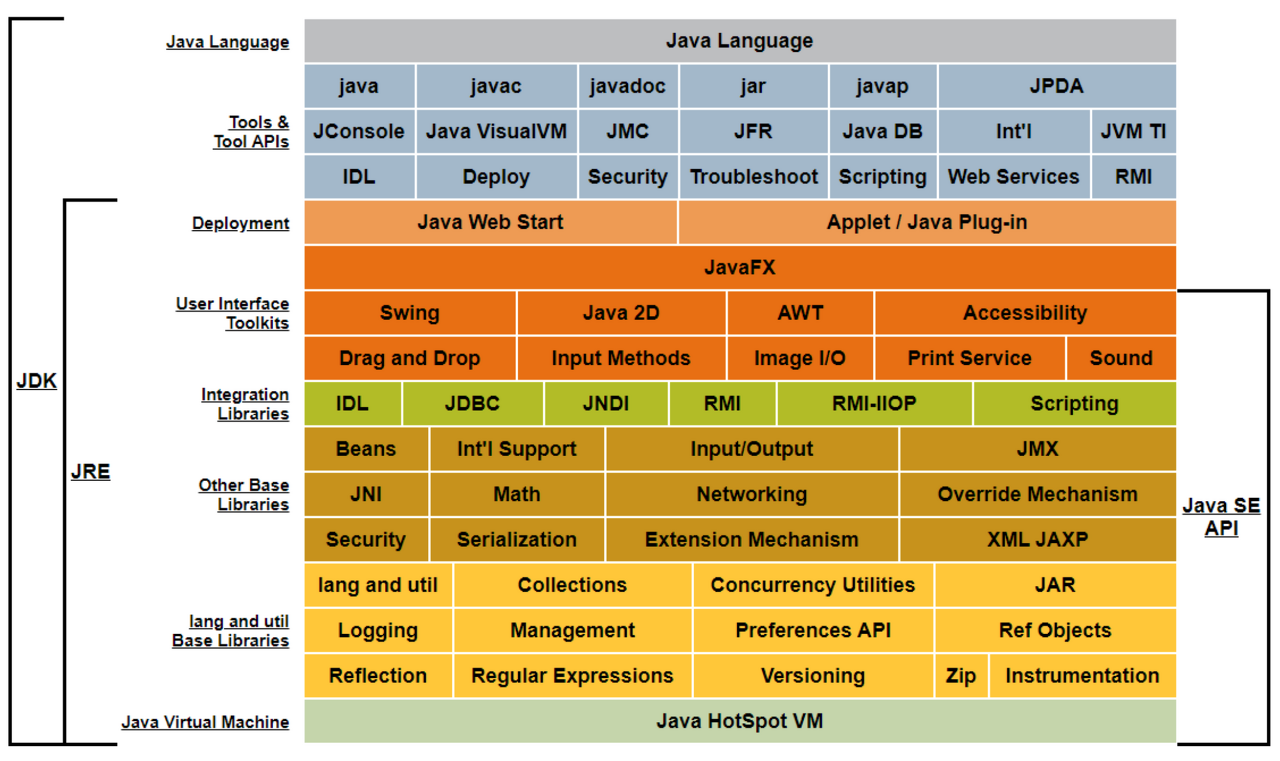 Java Language
Java Language
java javac javadoc jar javap JPDA
Tools &
Tool APIs
JConsole Java VisualVM JMC JFR Java DB Int'l JVM TI
IDL Deploy Security Troubleshoot Scripting Web Services RMI
Deployment
Java Web Start Applet / Java Plug-in
JavaFX
User Interface
Toolkits
Swing Java 2D AWT Accessibility
Drag and Drop Input Methods Image I/O Print Service Sound
JDK
Integration
Libraries
IDL JDBC JNDI RMI RMI-IIOP Scripting
JRE
Beans Int'l Support Input/Output JMX
Other Base
Libraries
JNI Math Networking Override Mechanism
Java SE
API
Security Serialization Extension Mechanism XML JAXP
lang and util Collections Concurrency Utilities JAR
lang and util
Base Libraries
Logging Management Preferences API Ref Objects
Reflection Regular Expressions Versioning Zip Instrumentation
Java Virtual Machine
Java HotSpot VM